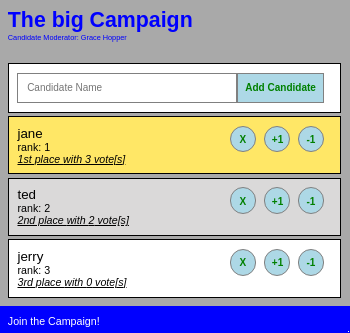 The big Campaign
Candidate Moderator: Grace Hopper
Candidate Name
Add Candidate
jane
rank: 1
1st place with 3 vote[s]
X +1 -1
ted
rank: 2
2nd place with 2 vote[s]
X +1 -1
jerry
rank: 3
3rd place with 0 vote[s]
X +1 -1
Join the Campaign!